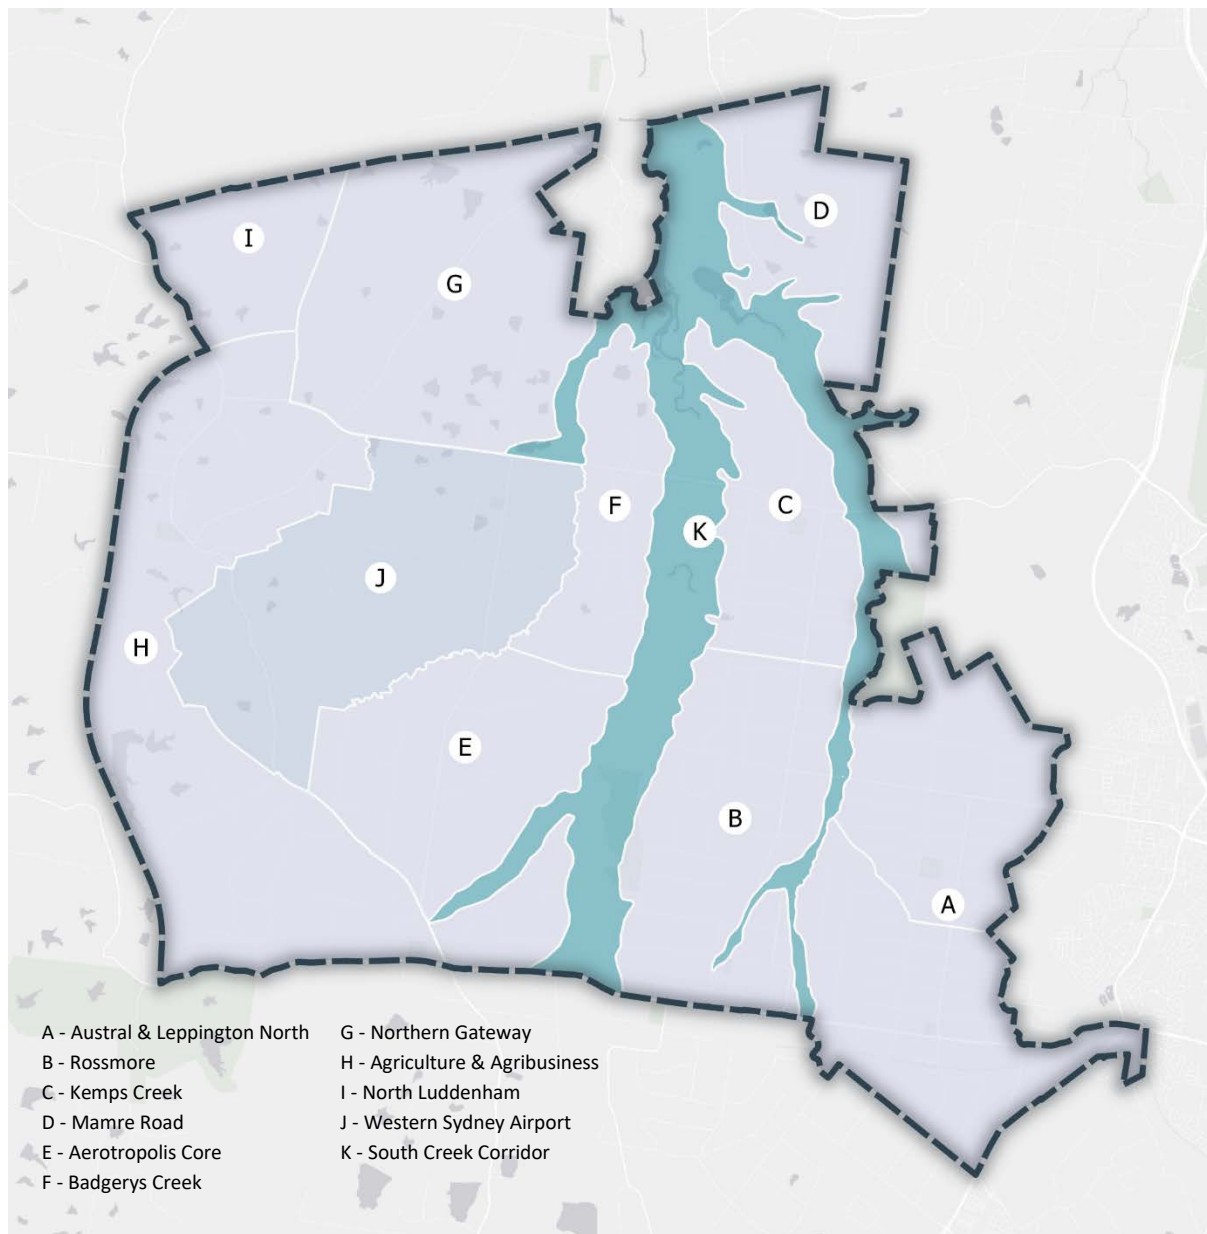 I
D
G
F
C
K
J
H
E
B
A
A - Austral & Leppington North
B - Rossmore
C - Kemps Creek
D - Mamre Road
E - Aerotropolis Core
F - Badgerys Creek
G - Northern Gateway
H - Agriculture & Agribusiness
I - North Luddenham
J - Western Sydney Airport
K - South Creek Corridor